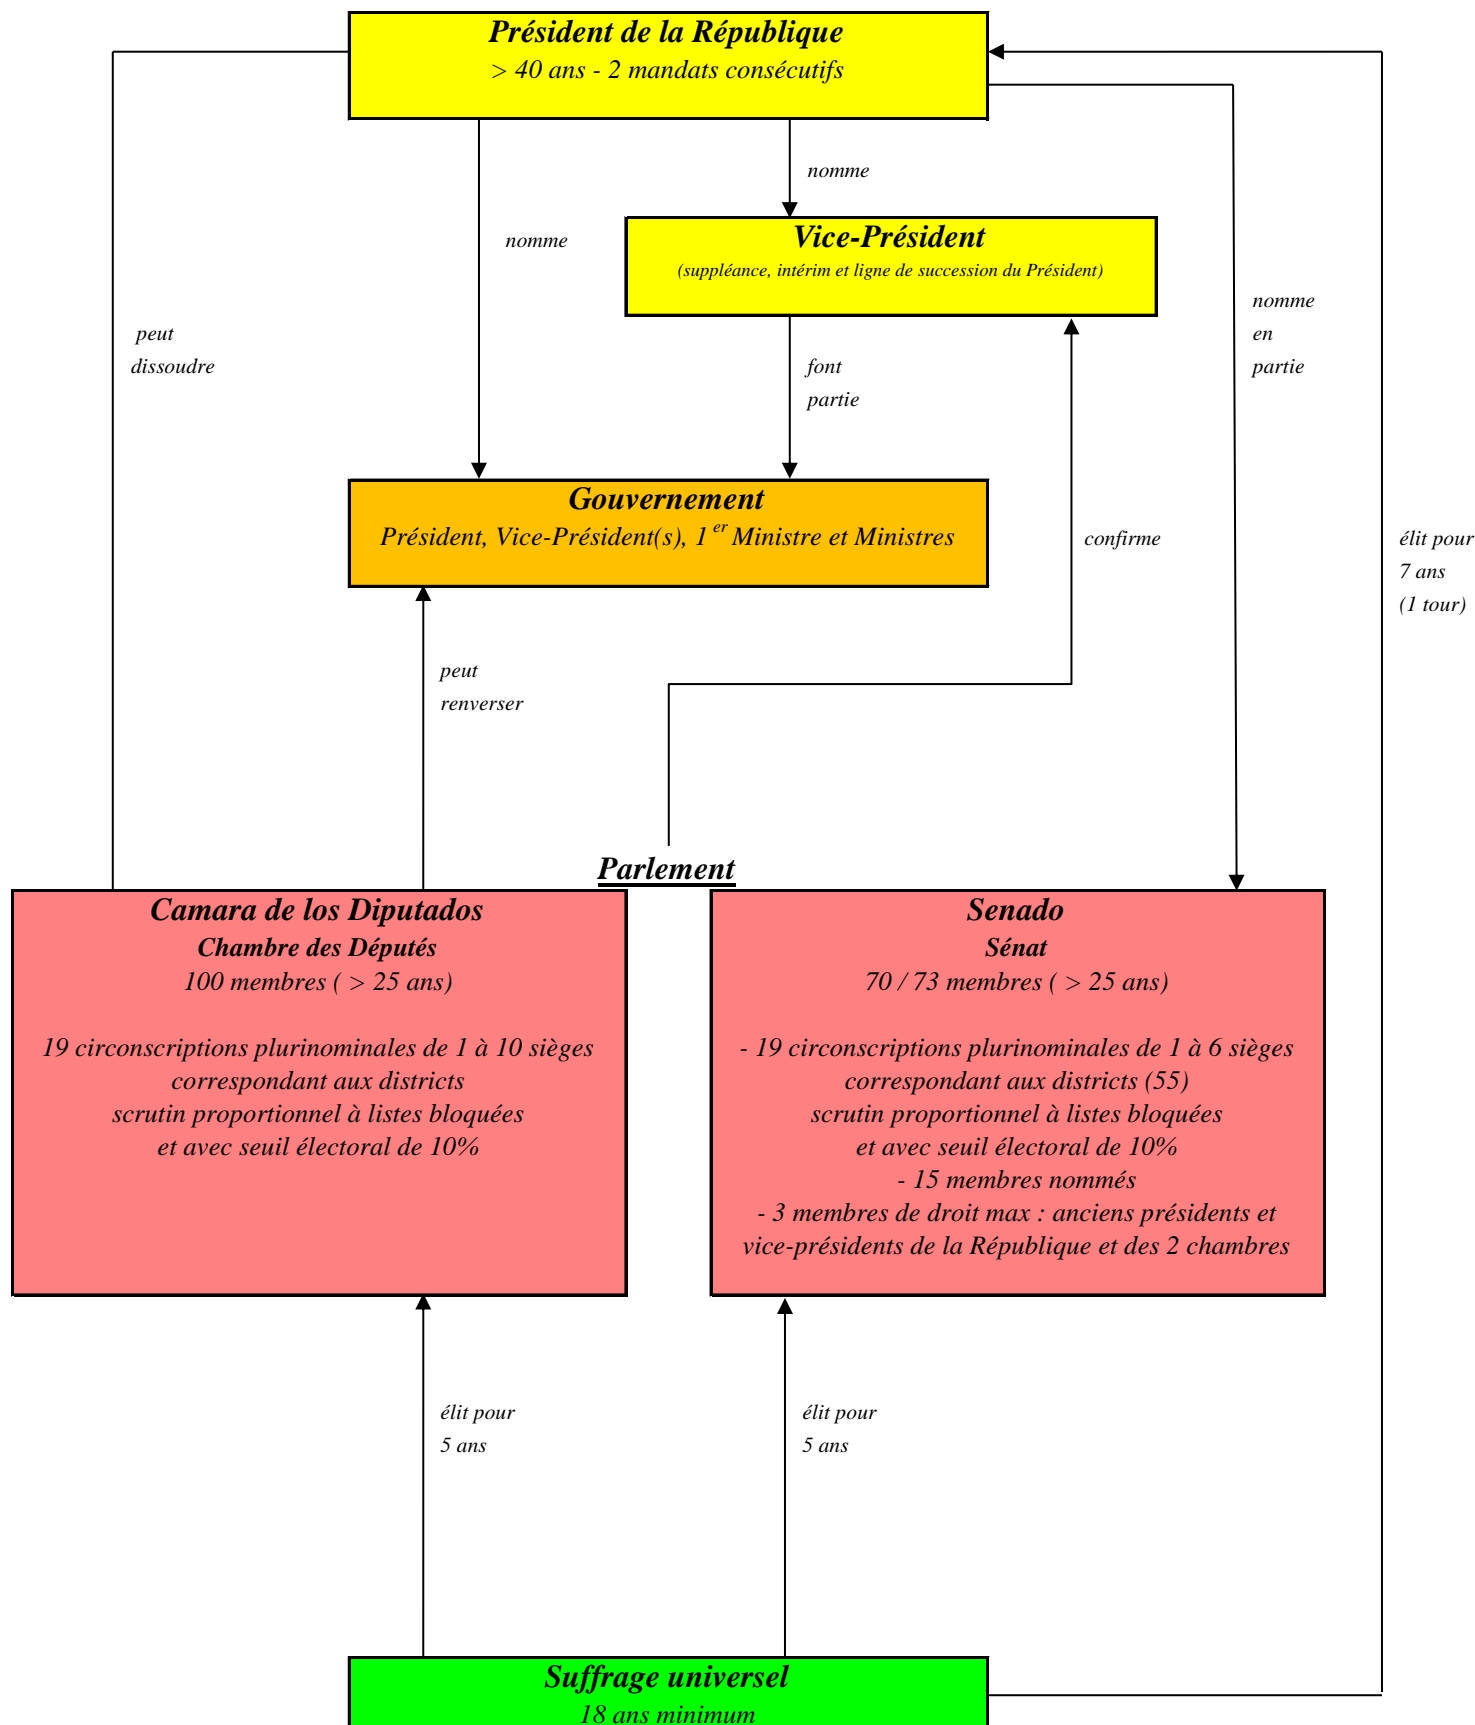 Président de la République
> 40 ans - 2 mandats consécutifs
nomme
nomme
Vice-Président
(suppléance, intérim et ligne de succession du Président)
peut
dissoudre
font
partie
nomme
en
partie
Gouvernement
Président, Vice-Président(s), 1er Ministre et Ministres
confirme
élit pour
7 ans
(1 tour)
peut
renverser
Parlement
Camara de los Diputados
Chambre des Députés
100 membres ( > 25 ans)
19 circonscriptions plurinominales de 1 à 10 sièges
correspondant aux districts
scrutin proportionnel à listes bloquées
et avec seuil électoral de 10%
Senado
Sénat
70 / 73 membres ( > 25 ans)
- 19 circonscriptions plurinominales de 1 à 6 sièges
correspondant aux districts (55)
scrutin proportionnel à listes bloquées
et avec seuil électoral de 10%
- 15 membres nommés
- 3 membres de droit max : anciens présidents et
vice-présidents de la République et des 2 chambres
élit pour
5 ans
élit pour
5 ans
Suffrage universel
18 ans minimum